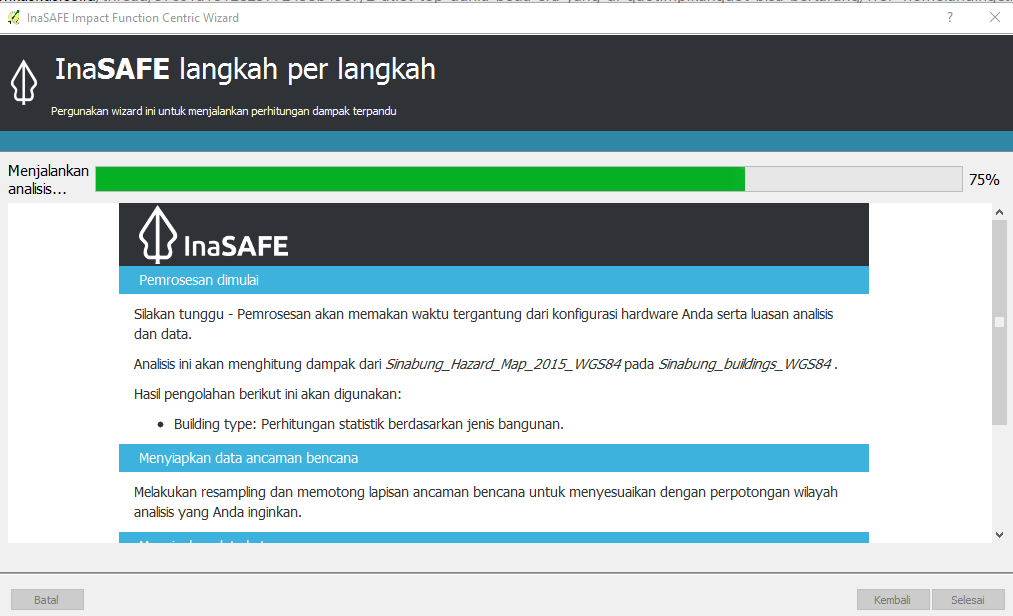 InaSAFE Impact Function Centric Wizard
InaSAFE langkah per langkah
Pergunakan wizard ini untuk menjalankan perhitungan dampak terpandu
Menjalankan
analisis...
75%
InaSAFE
Pemrosesan dimulai
Silakan tunggu - Pemrosesan akan memakan waktu tergantung dari konfigurasi hardware Anda serta luasan analisis
dan data.
Analisis ini akan menghitung dampak dari Sinabung_Hazard_Map_2015_WGS84 pada Sinabung_buildings_WGS84 .
Hasil pengolahan berikut ini akan digunakan:
• Building type: Perhitungan statistik berdasarkan jenis bangunan.
Menyiapkan data ancaman bencana
Melakukan resampling dan memotong lapisan ancaman bencana untuk menyesuaikan dengan perpotongan wilayah
analisis yang Anda inginkan.
Batal
Kembali
Selesai